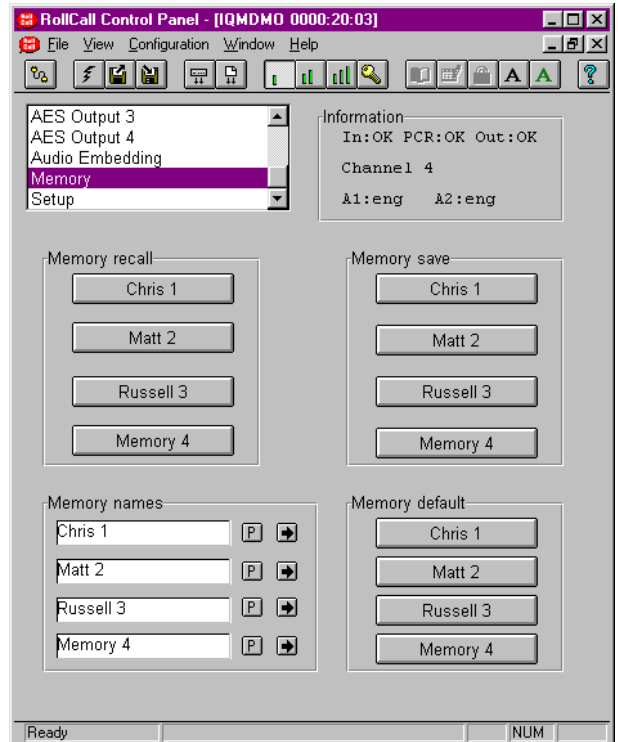 RollCall Control Panel - [IQMDMO 0000:20:03]
File View Configuration Window Help
A A ?
AES Output 3
AES Output 4
Audio Embedding
Memory
Setup
Information
In:OK PCR:OK Out:OK
Channel 4
A1:eng A2:eng
Memory recall
Chris 1
Matt 2
Russell 3
Memory 4
Memory save
Chris 1
Matt 2
Russell 3
Memory 4
Memory names
Chris 1 P
Matt 2 P
Russell 3 P
Memory 4 P
Memory default
Chris 1
Matt 2
Russell 3
Memory 4
Ready NUM